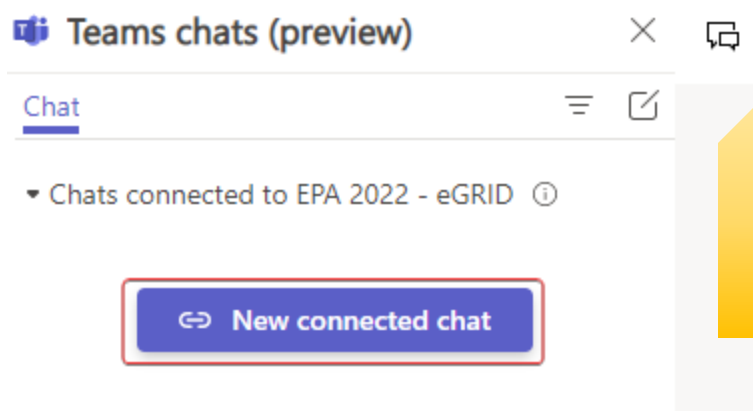 Teams chats (preview)
Chat
Chats connected to EPA 2022 - eGRID
New connected chat